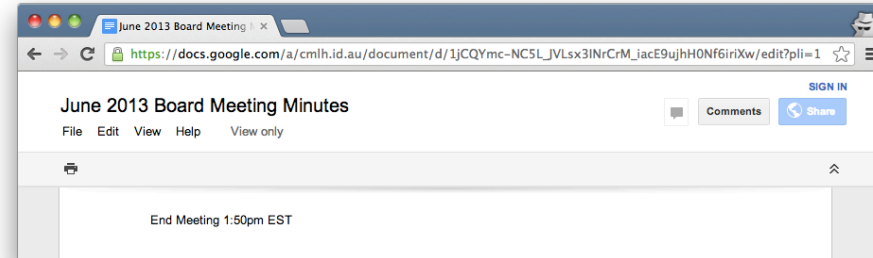 June 2013 Board Meeting
https://docs.google.com/a/cmlh.id.au/document/d/1jCQYmc-NC5L_JVLsx3INrCrM_iacE9ujhH0Nf6iriXw/edit?pli=1
SIGN IN
June 2013 Board Meeting Minutes
Comments
Share
File Edit View Help View only
End Meeting 1:50pm EST